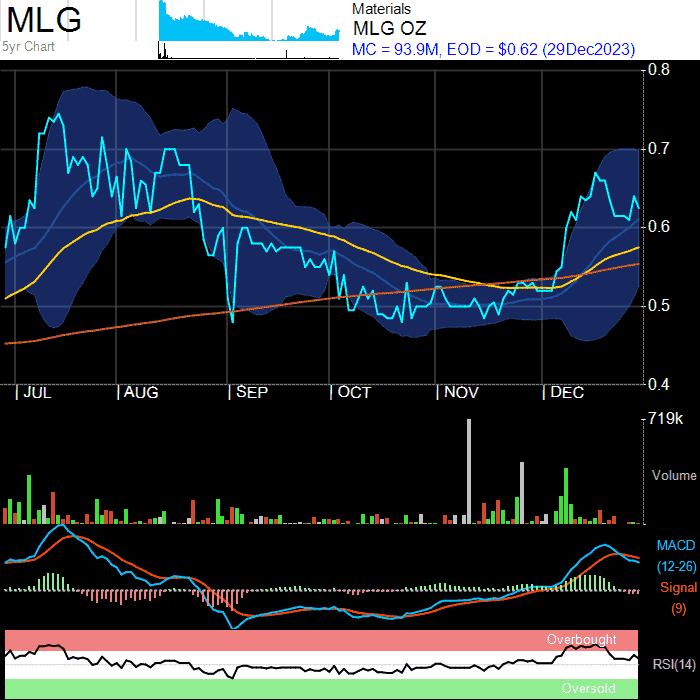 MLG
5yr Chart
Materials
MLG OZ
MC = 93.9M, EOD = $0.62 (29Dec2023)
0.8
0.7
0.6
0.5
0.4
JUL AUG SEP OCT NOV DEC
719k
Volume
MACD
(12-26)
Signal
(9)
Overbought
RSI(14)
Oversold